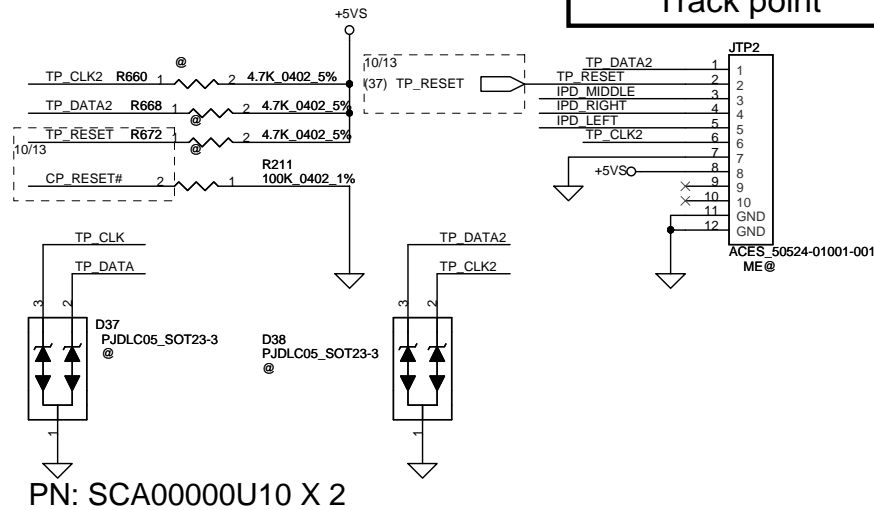 Track point
+5VS
@
TP_CLK2 R660 1 2 4.7K_0402_5%
TP_DATA2 R668 1 2 4.7K_0402_5%
@
TP_RESET R672 1 2 4.7K_0402_5%
@
10/13
CP_RESET# 2 1
R211
100K_0402_1%
10/13
(37) TP_RESET
JTP2
TP_DATA2 1 1
TP_RESET 2 2
IPD_MIDDLE 3 3
IPD_RIGHT 4 4
IPD_LEFT 5 5
TP_CLK2 6 6
7 7
+5VS 8 8
9 9
10 10
11 GND
12 GND
ACES_50524-01001-001
ME@
TP_CLK
TP_DATA
3 2
D37
PJDLC05_SOT23-3
@
1
TP_DATA2
TP_CLK2
3 2
D38
PJDLC05_SOT23-3
@
1
PN: SCA00000U10 X 2